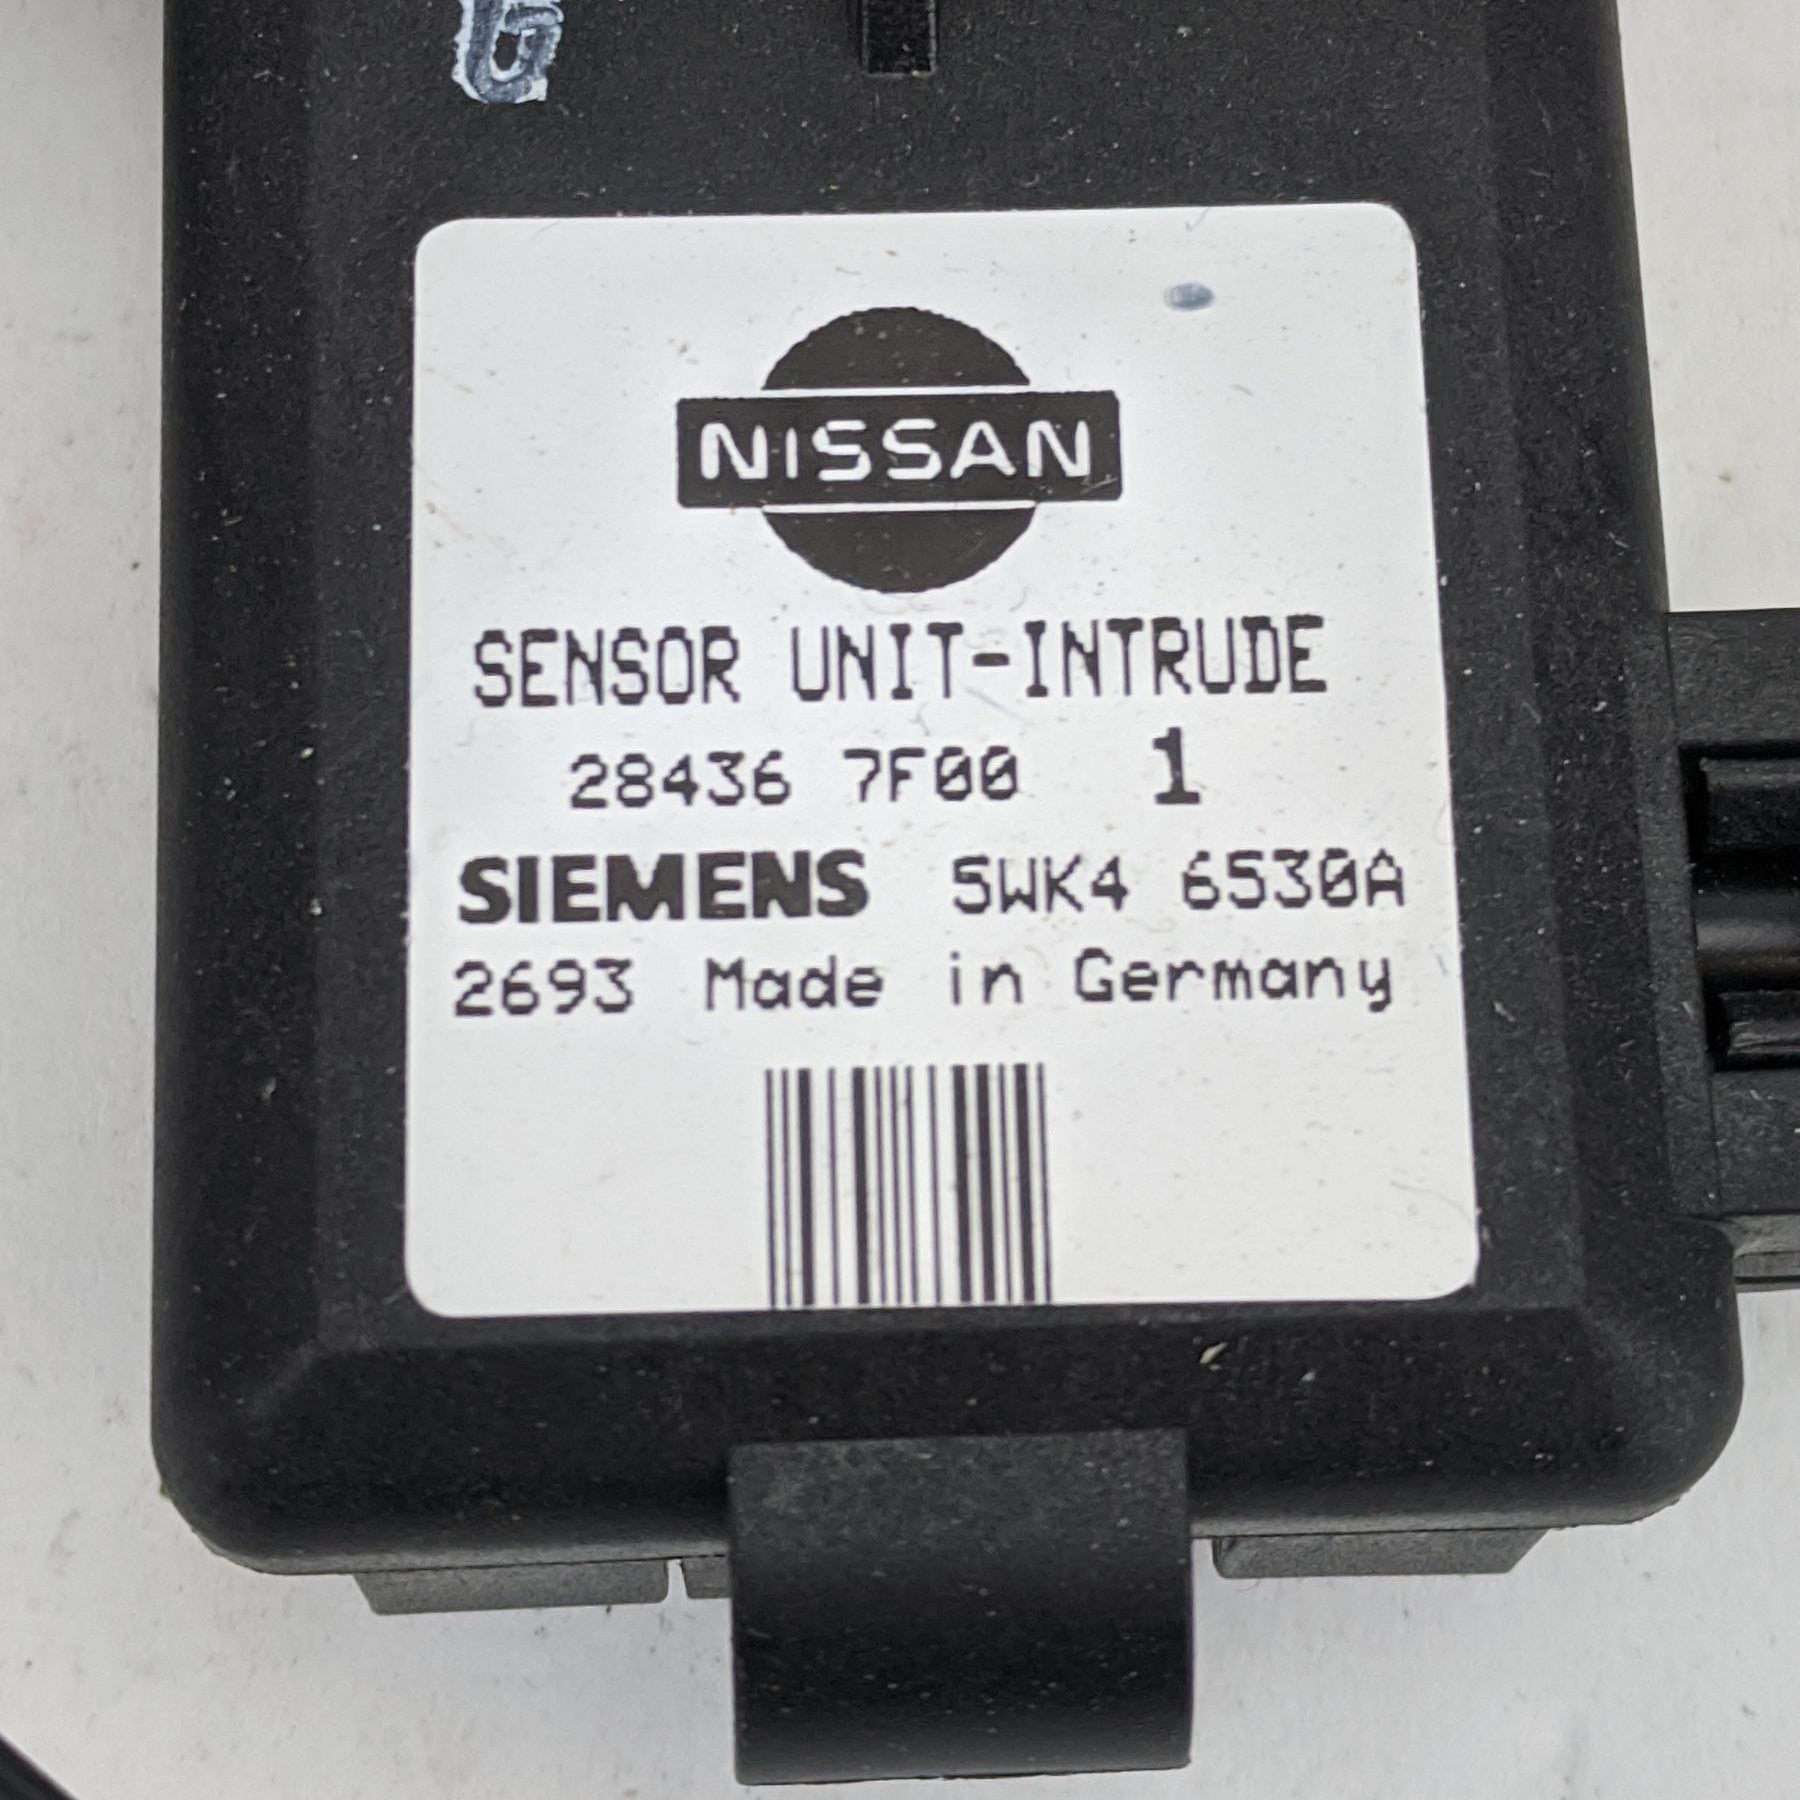 G
NISSAN
SENSOR UNIT-INTRUDE
28436 7F00 1
SIEMENS 5WK4 6530A
2693 Made in Germany